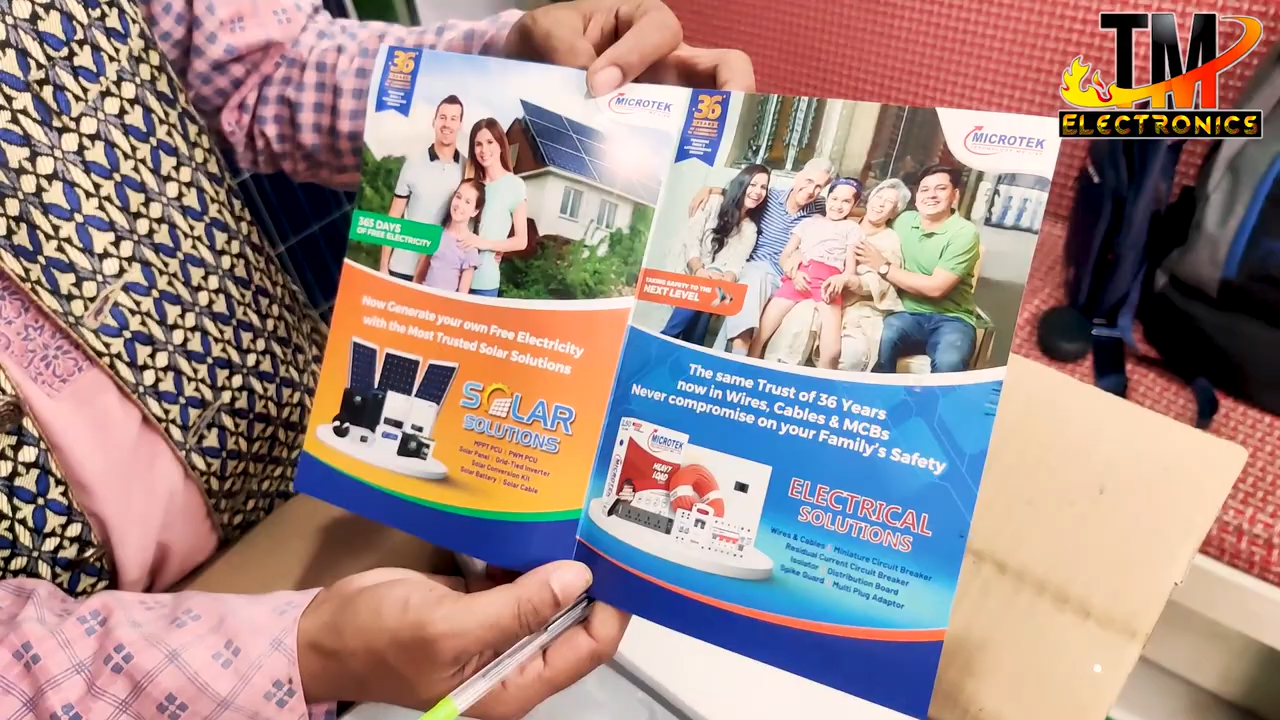 36
YEARS
MICROTEK
365 DAYS
OF FREE ELECTRICITY
Now Generate your own Free Electricity
with the Most Trusted Solar Solutions
SOLAR
SOLUTIONS
MPPT PCU | PWM PCU
Solar Panel | Grid-Tied Inverter
Solar Conversion Kit
Solar Battery | Solar Cable
36
YEARS
MICROTEK
TAKING SAFETY TO THE
NEXT LEVEL
The same Trust of 36 Years
now in Wires, Cables & MCBs
Never compromise on your Family's Safety
MICROTEK
HEAVY
LOAD
MICROTEK
ELECTRICAL
SOLUTIONS
Wires & Cables | Miniature Circuit Breaker
Residual Current Circuit Breaker
Isolator | Distribution Board
Spike Guard | Multi Plug Adaptor
TM
ELECTRONICS